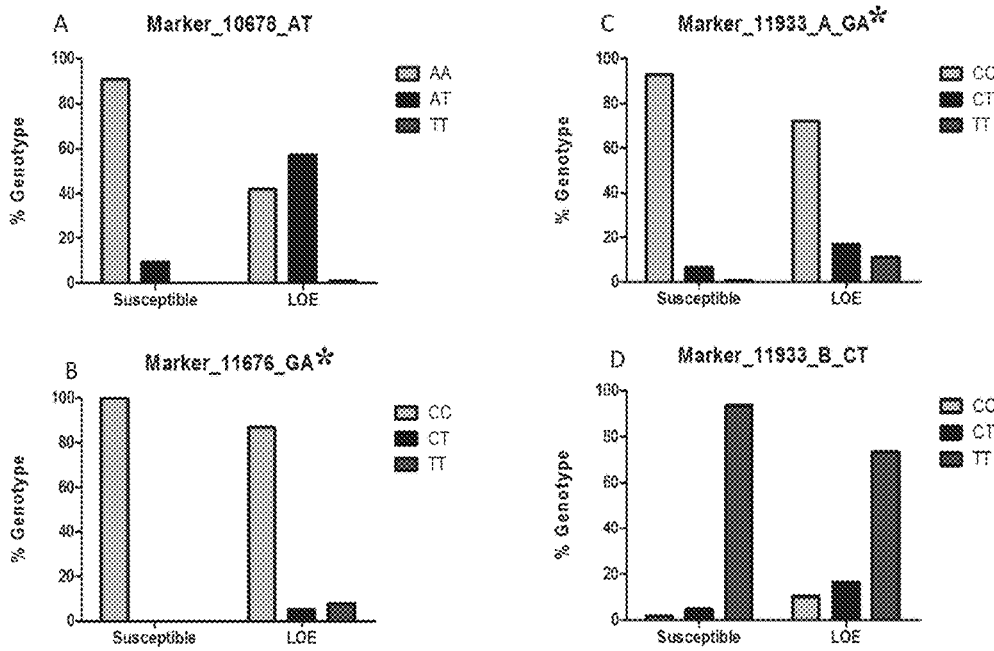 A
Marker_10678_AT
% Genotype
100
80
60
40
20
0
Susceptible
LOE
AA
AT
TT
C
Marker_11933_A_GA*
% Genotype
100
80
60
40
20
0
Susceptible
LOE
CC
CT
TT
B
Marker_11676_GA*
% Genotype
100
80
60
40
20
0
Susceptible
LOE
CC
CT
TT
D
Marker_11933_B_CT
% Genotype
100
80
60
40
20
0
Susceptible
LOE
CC
CT
TT